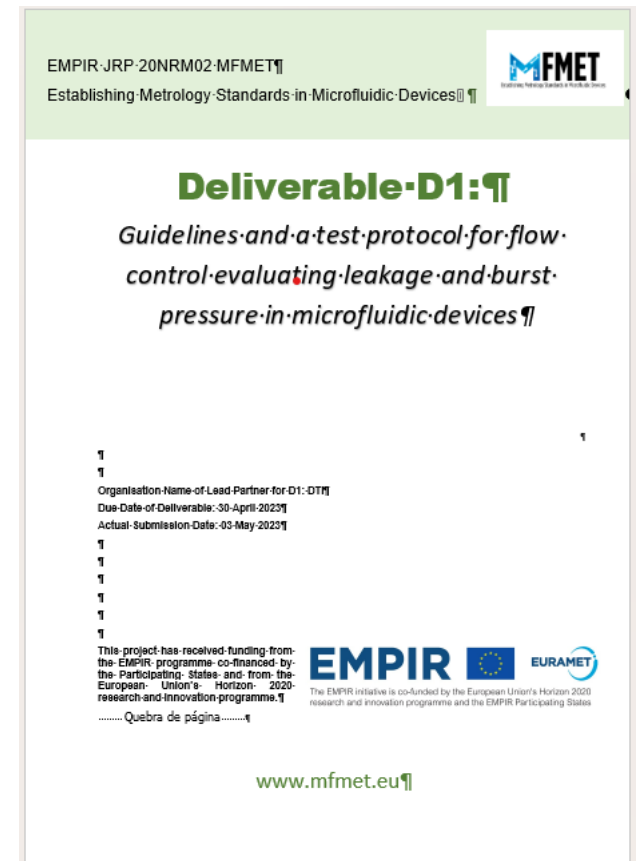 EMPIR·JRP·20NRM02·MFMET¶
Establishing·Metrology·Standards·in·Microfluidic·Devices ¶
MFMET
Establishing Metrology Standards in Microfluidic Devices
Deliverable·D1:¶
Guidelines·and·a·test·protocol·for·flow·
control·evaluating·leakage·and·burst·
pressure·in·microfluidic·devices¶
¶
¶
¶
Organisation·Name·of·Lead·Partner·for·D1:·DTI¶
Due·Date·of·Deliverable:·30·April·2023¶
Actual·Submission·Date:·03·May·2023¶
¶
¶
¶
¶
¶
¶
This·project·has·received·funding·from·
the·EMPIR·programme·co-financed·by·
the·Participating·States·and·from·the·
European·Union's·Horizon·2020·
research·and·innovation·programme.¶
EMPIR
EURAMET
The EMPIR initiative is co-funded by the European Union's Horizon 2020
research and innovation programme and the EMPIR Participating States
.........Quebra de página.........¶
www.mfmet.eu¶